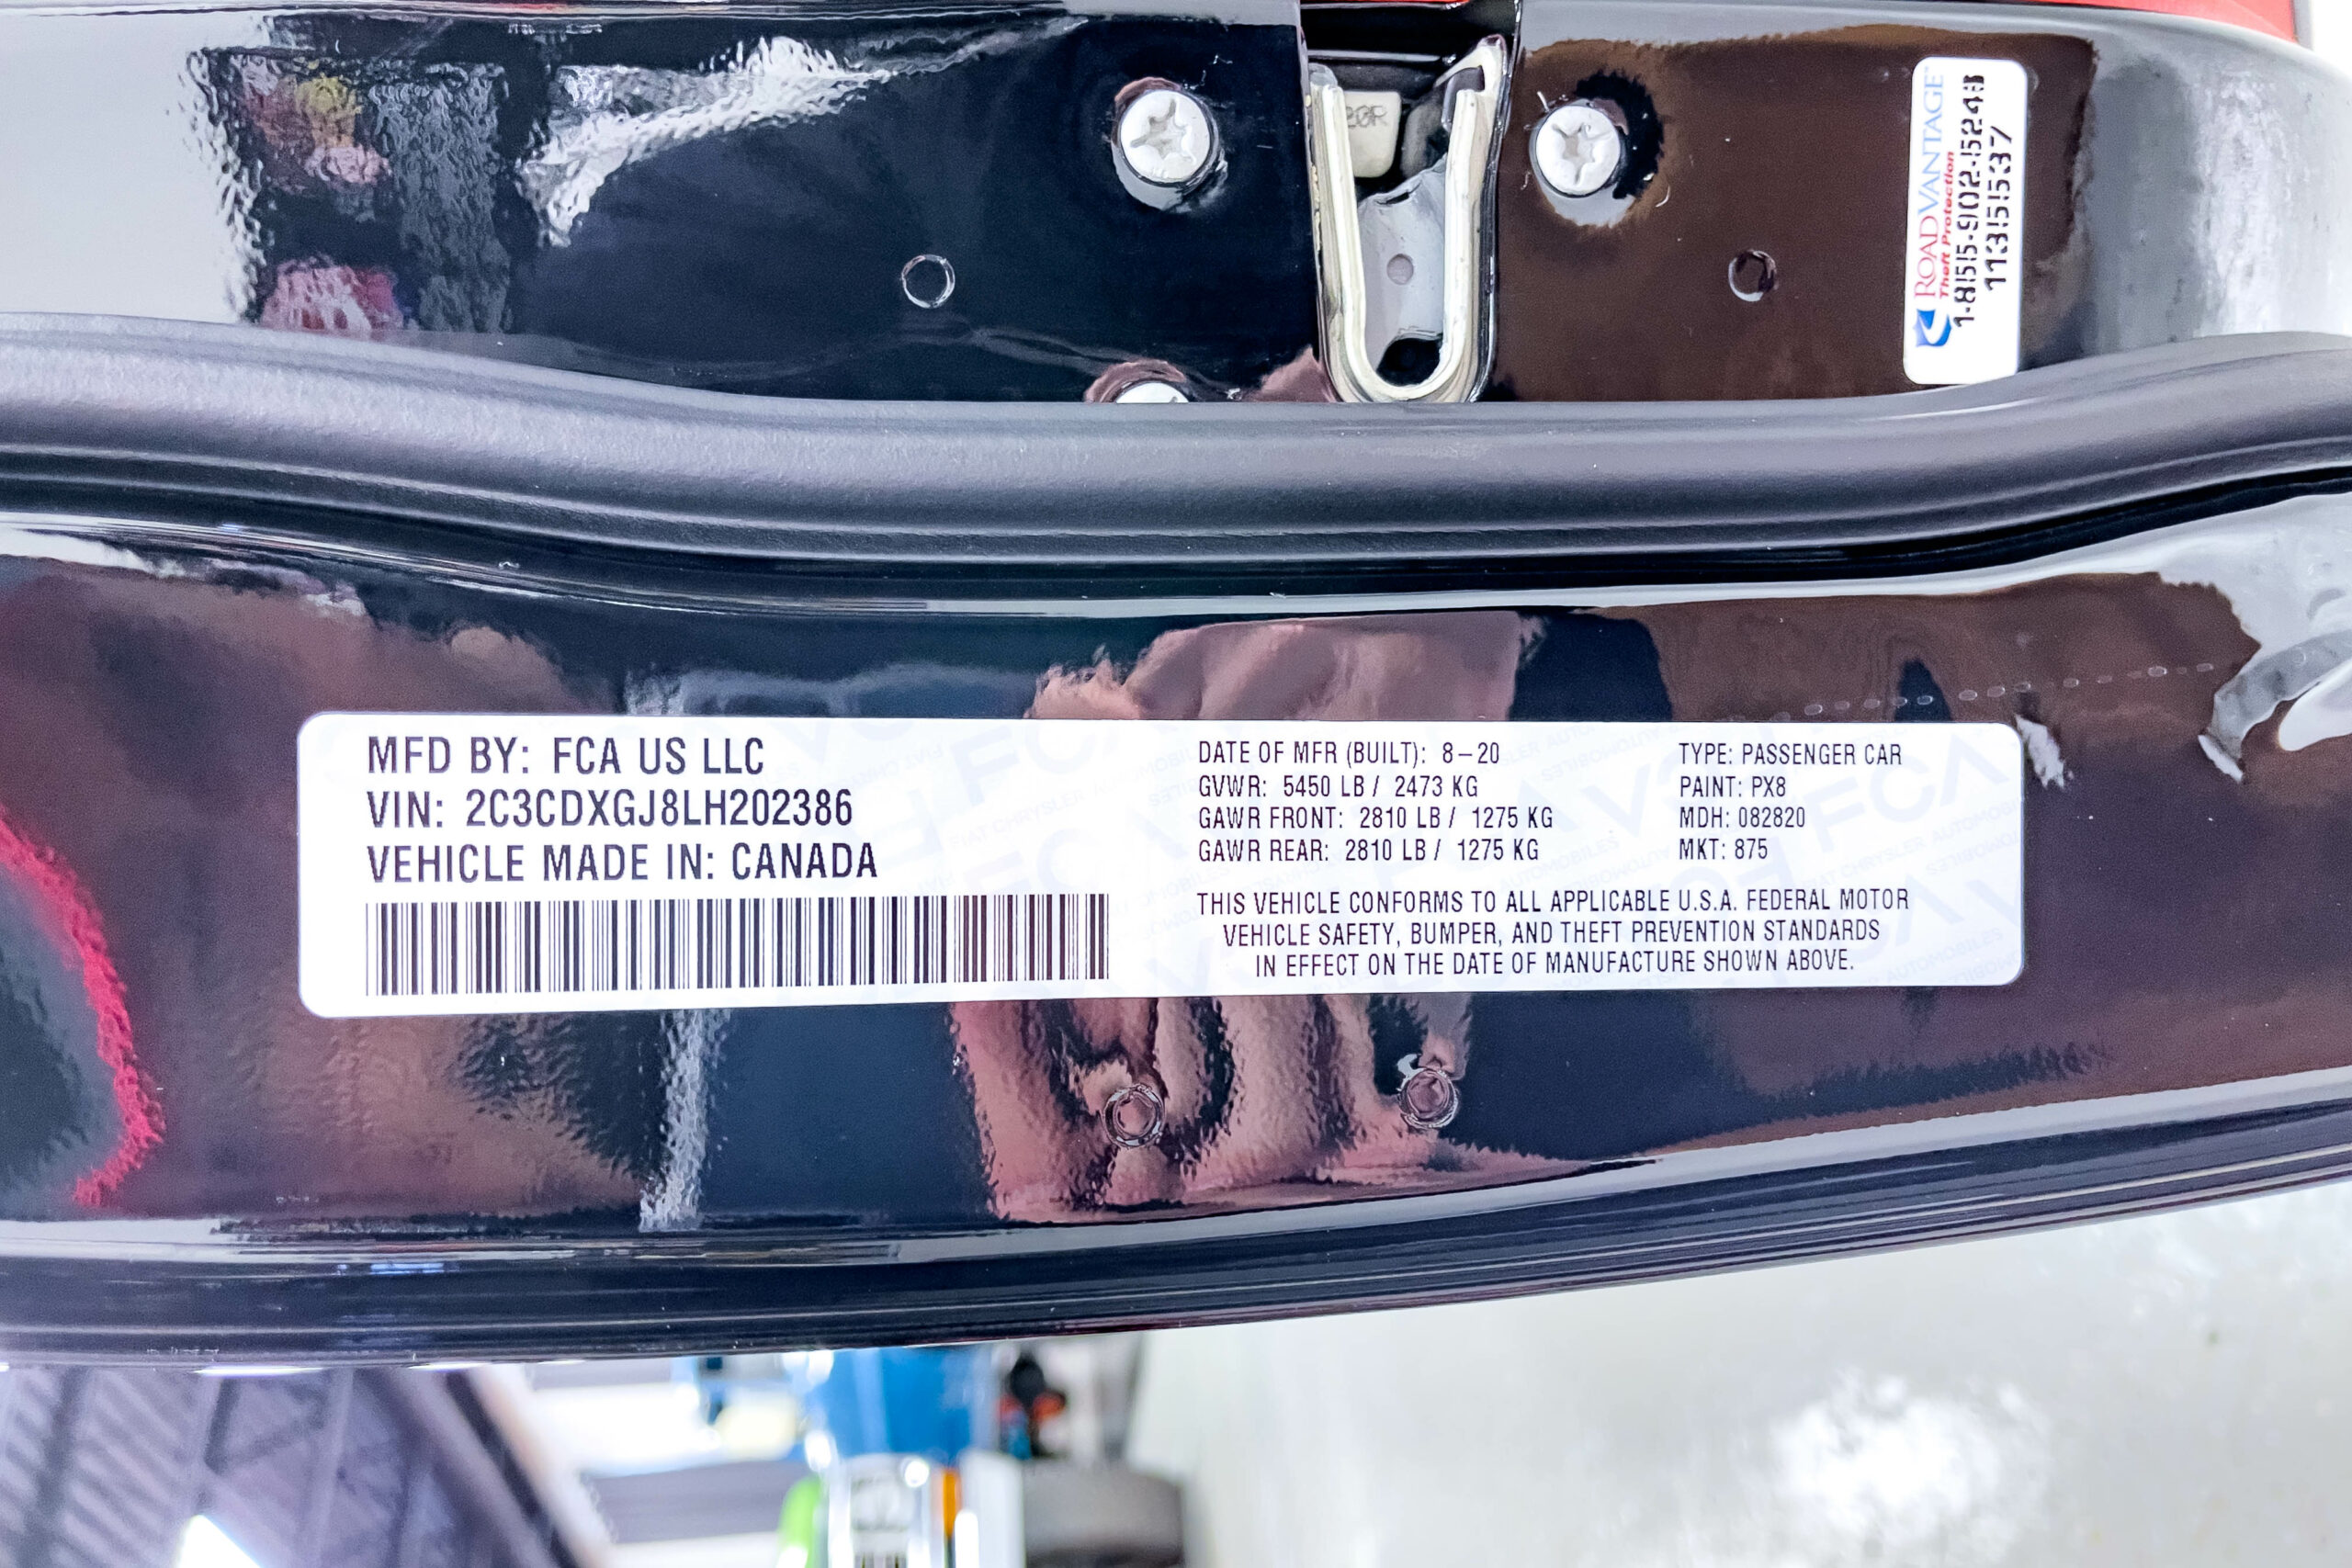 20R
ROADVANTAGE
Theft Protection
1-855-902-5248
11351537
MFD BY: FCA US LLC
VIN: 2C3CDXGJ8LH202386
VEHICLE MADE IN: CANADA
DATE OF MFR (BUILT): 8-20
GVWR: 5450 LB / 2473 KG
GAWR FRONT: 2810 LB / 1275 KG
GAWR REAR: 2810 LB / 1275 KG
TYPE: PASSENGER CAR
PAINT: PX8
MDH: 082820
MKT: 875
THIS VEHICLE CONFORMS TO ALL APPLICABLE U.S.A. FEDERAL MOTOR
VEHICLE SAFETY, BUMPER, AND THEFT PREVENTION STANDARDS
IN EFFECT ON THE DATE OF MANUFACTURE SHOWN ABOVE.